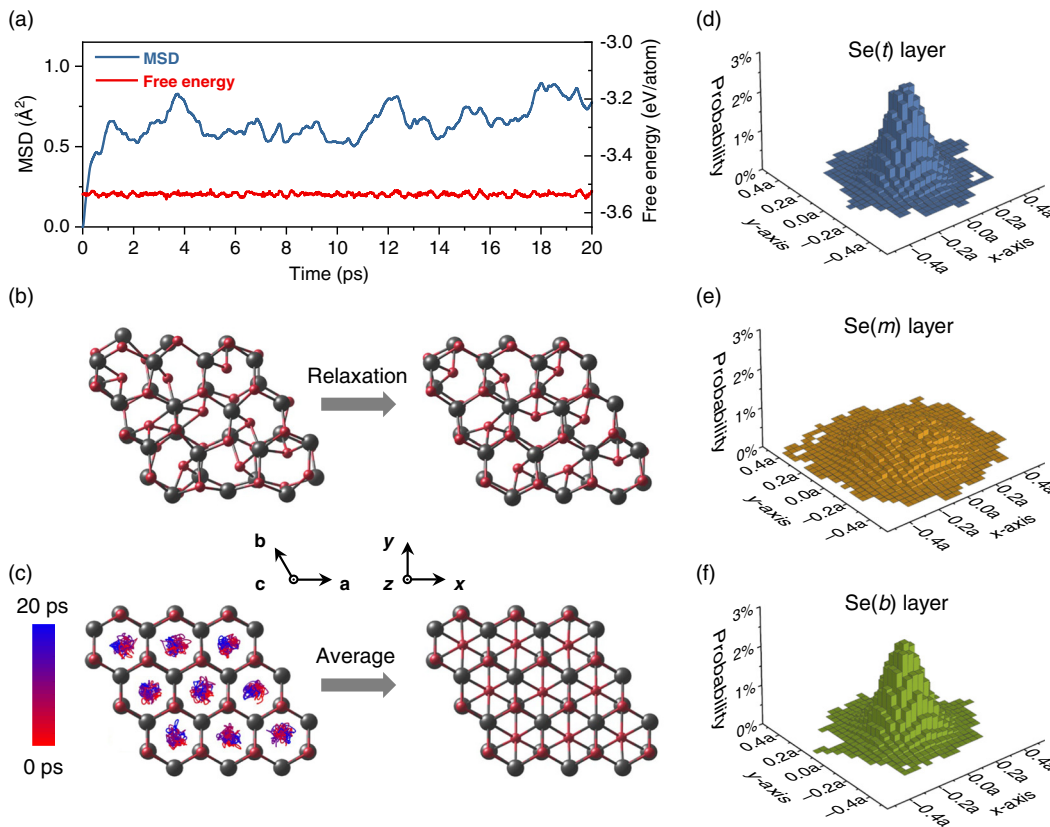 (a)
MSD
Free energy
MSD (Å²)
1.0
0.5
0.0
-3.0
-3.2
-3.4
-3.6
Free energy (eV/atom)
0 2 4 6 8 10 12 14 16 18 20
Time (ps)
(b)
Relaxation
b
c
a
y
z
x
(c)
20 ps
0 ps
Average
(d)
Se(t) layer
Probability
3%
2%
1%
0%
0.4a
0.2a
0.0a
−0.2a
−0.4a
y-axis
−0.4a
−0.2a
0.0a
−0.2a
−0.4a
x-axis
(e)
Se(m) layer
Probability
3%
2%
1%
0%
0.4a
0.2a
0.0a
−0.2a
−0.4a
y-axis
−0.4a
−0.2a
0.0a
−0.2a
−0.4a
x-axis
(f)
Se(b) layer
Probability
3%
2%
1%
0%
0.4a
0.2a
0.0a
−0.2a
−0.4a
y-axis
−0.4a
−0.2a
0.0a
−0.2a
−0.4a
x-axis